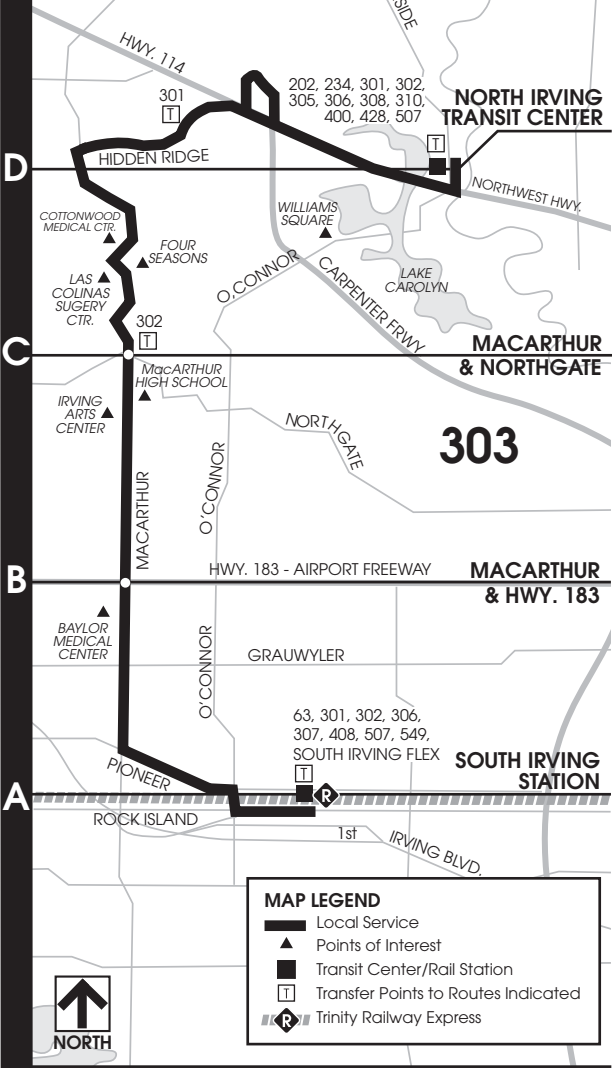 SIDE
HWY. 114
301
T
202, 234, 301, 302,
305, 306, 308, 310,
400, 428, 507
T
NORTH IRVING
TRANSIT CENTER
D
HIDDEN RIDGE
NORTHWEST HWY.
COTTONWOOD
MEDICAL CTR.
FOUR
SEASONS
WILLIAMS
SQUARE
LAS
COLINAS
SUGERY
CTR.
O'CONNOR
CARPENTER FRWY
LAKE
CAROLYN
302
T
C
MACARTHUR
& NORTHGATE
MacARTHUR
HIGH SCHOOL
IRVING
ARTS
CENTER
NORTHGATE
303
MACARTHUR
O'CONNOR
B
HWY. 183 - AIRPORT FREEWAY
MACARTHUR
& HWY. 183
BAYLOR
MEDICAL
CENTER
O'CONNOR
GRAUWYLER
63, 301, 302, 306,
307, 408, 507, 549,
SOUTH IRVING FLEX
T
R
SOUTH IRVING
STATION
PIONEER
A
ROCK ISLAND
1st
IRVING BLVD.
MAP LEGEND
Local Service
Points of Interest
Transit Center/Rail Station
T Transfer Points to Routes Indicated
R Trinity Railway Express
NORTH